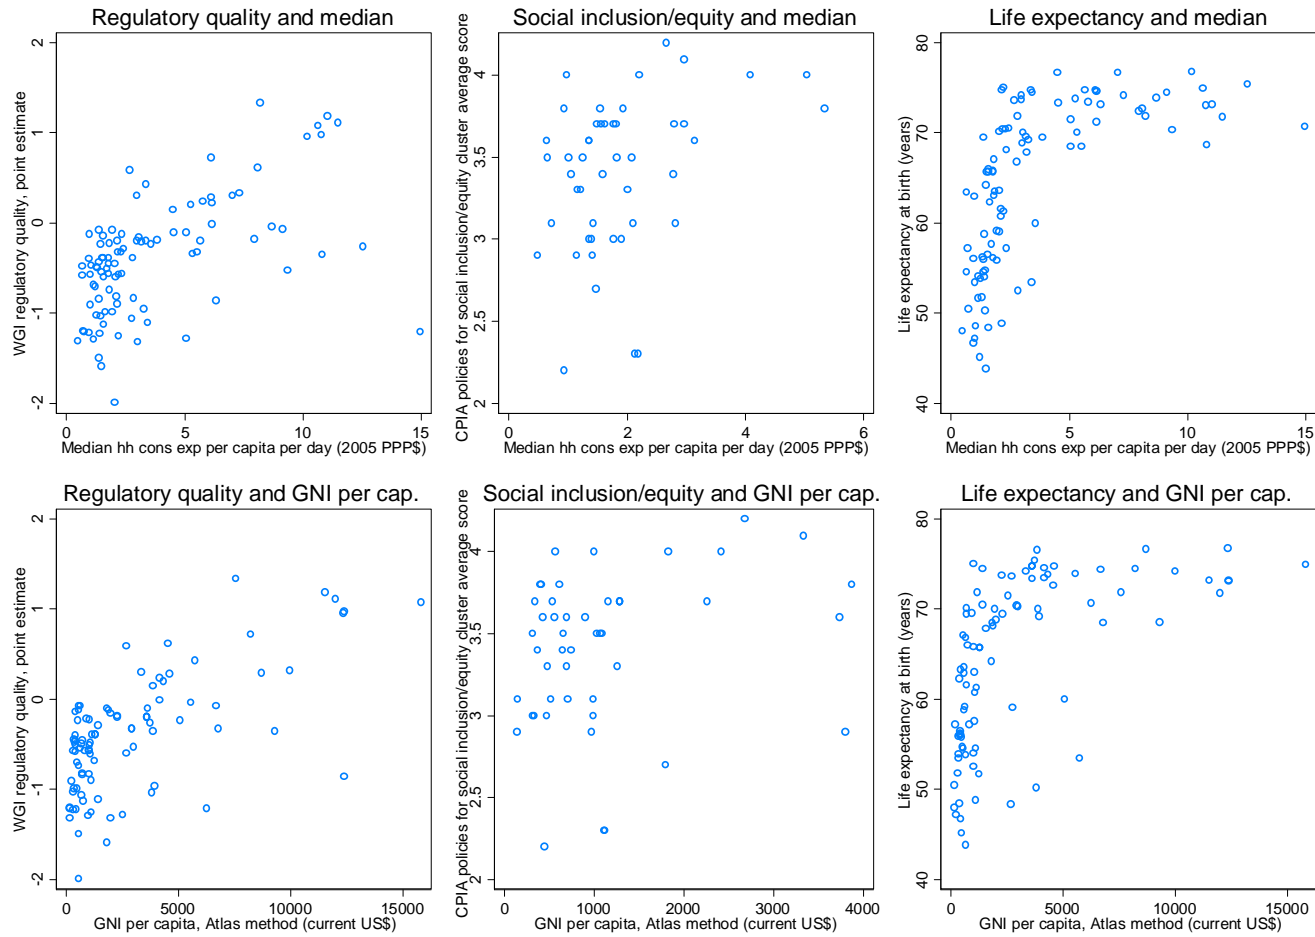 Regulatory quality and median
WGI regulatory quality, point estimate
2
1
0
-1
-2
0 5 10 15
Median hh cons exp per capita per day (2005 PPP$)
Social inclusion/equity and median
CPIA policies for social inclusion/equity cluster average score
4
3.5
3
2.5
2
0 2 4 6
Median hh cons exp per capita per day (2005 PPP$)
Life expectancy and median
Life expectancy at birth (years)
80
70
60
50
40
0 5 10 15
Median hh cons exp per capita per day (2005 PPP$)
Regulatory quality and GNI per cap.
WGI regulatory quality, point estimate
2
1
0
-1
-2
0 5000 10000 15000
GNI per capita, Atlas method (current US$)
Social inclusion/equity and GNI per cap.
CPIA policies for social inclusion/equity cluster average score
4
3.5
3
2.5
2
0 1000 2000 3000 4000
GNI per capita, Atlas method (current US$)
Life expectancy and GNI per cap.
Life expectancy at birth (years)
80
70
60
50
40
0 5000 10000 15000
GNI per capita, Atlas method (current US$)